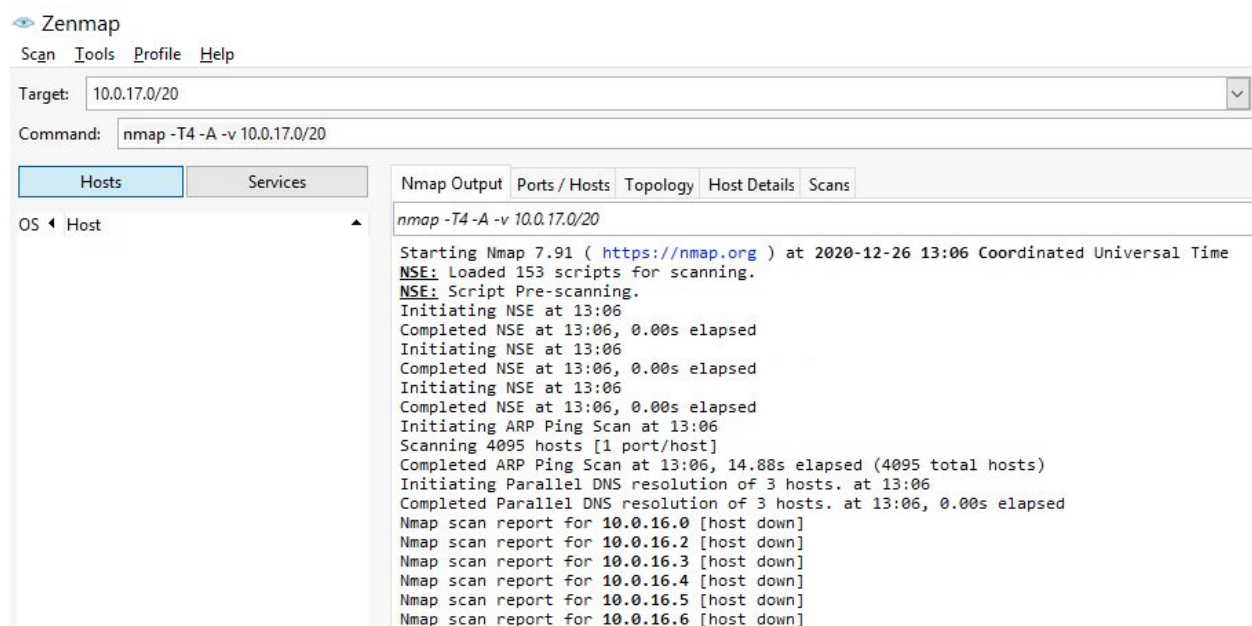 Zenmap
Scan Tools Profile Help
Target: 10.0.17.0/20
Command: nmap -T4 -A -v 10.0.17.0/20
Hosts Services
OS Host
Nmap Output Ports / Hosts Topology Host Details Scans
nmap -T4 -A -v 10.0.17.0/20
Starting Nmap 7.91 ( https://nmap.org ) at 2020-12-26 13:06 Coordinated Universal Time
NSE: Loaded 153 scripts for scanning.
NSE: Script Pre-scanning.
Initiating NSE at 13:06
Completed NSE at 13:06, 0.00s elapsed
Initiating NSE at 13:06
Completed NSE at 13:06, 0.00s elapsed
Initiating NSE at 13:06
Completed NSE at 13:06, 0.00s elapsed
Initiating ARP Ping Scan at 13:06
Scanning 4095 hosts [1 port/host]
Completed ARP Ping Scan at 13:06, 14.88s elapsed (4095 total hosts)
Initiating Parallel DNS resolution of 3 hosts. at 13:06
Completed Parallel DNS resolution of 3 hosts. at 13:06, 0.00s elapsed
Nmap scan report for 10.0.16.0 [host down]
Nmap scan report for 10.0.16.2 [host down]
Nmap scan report for 10.0.16.3 [host down]
Nmap scan report for 10.0.16.4 [host down]
Nmap scan report for 10.0.16.5 [host down]
Nmap scan report for 10.0.16.6 [host down]